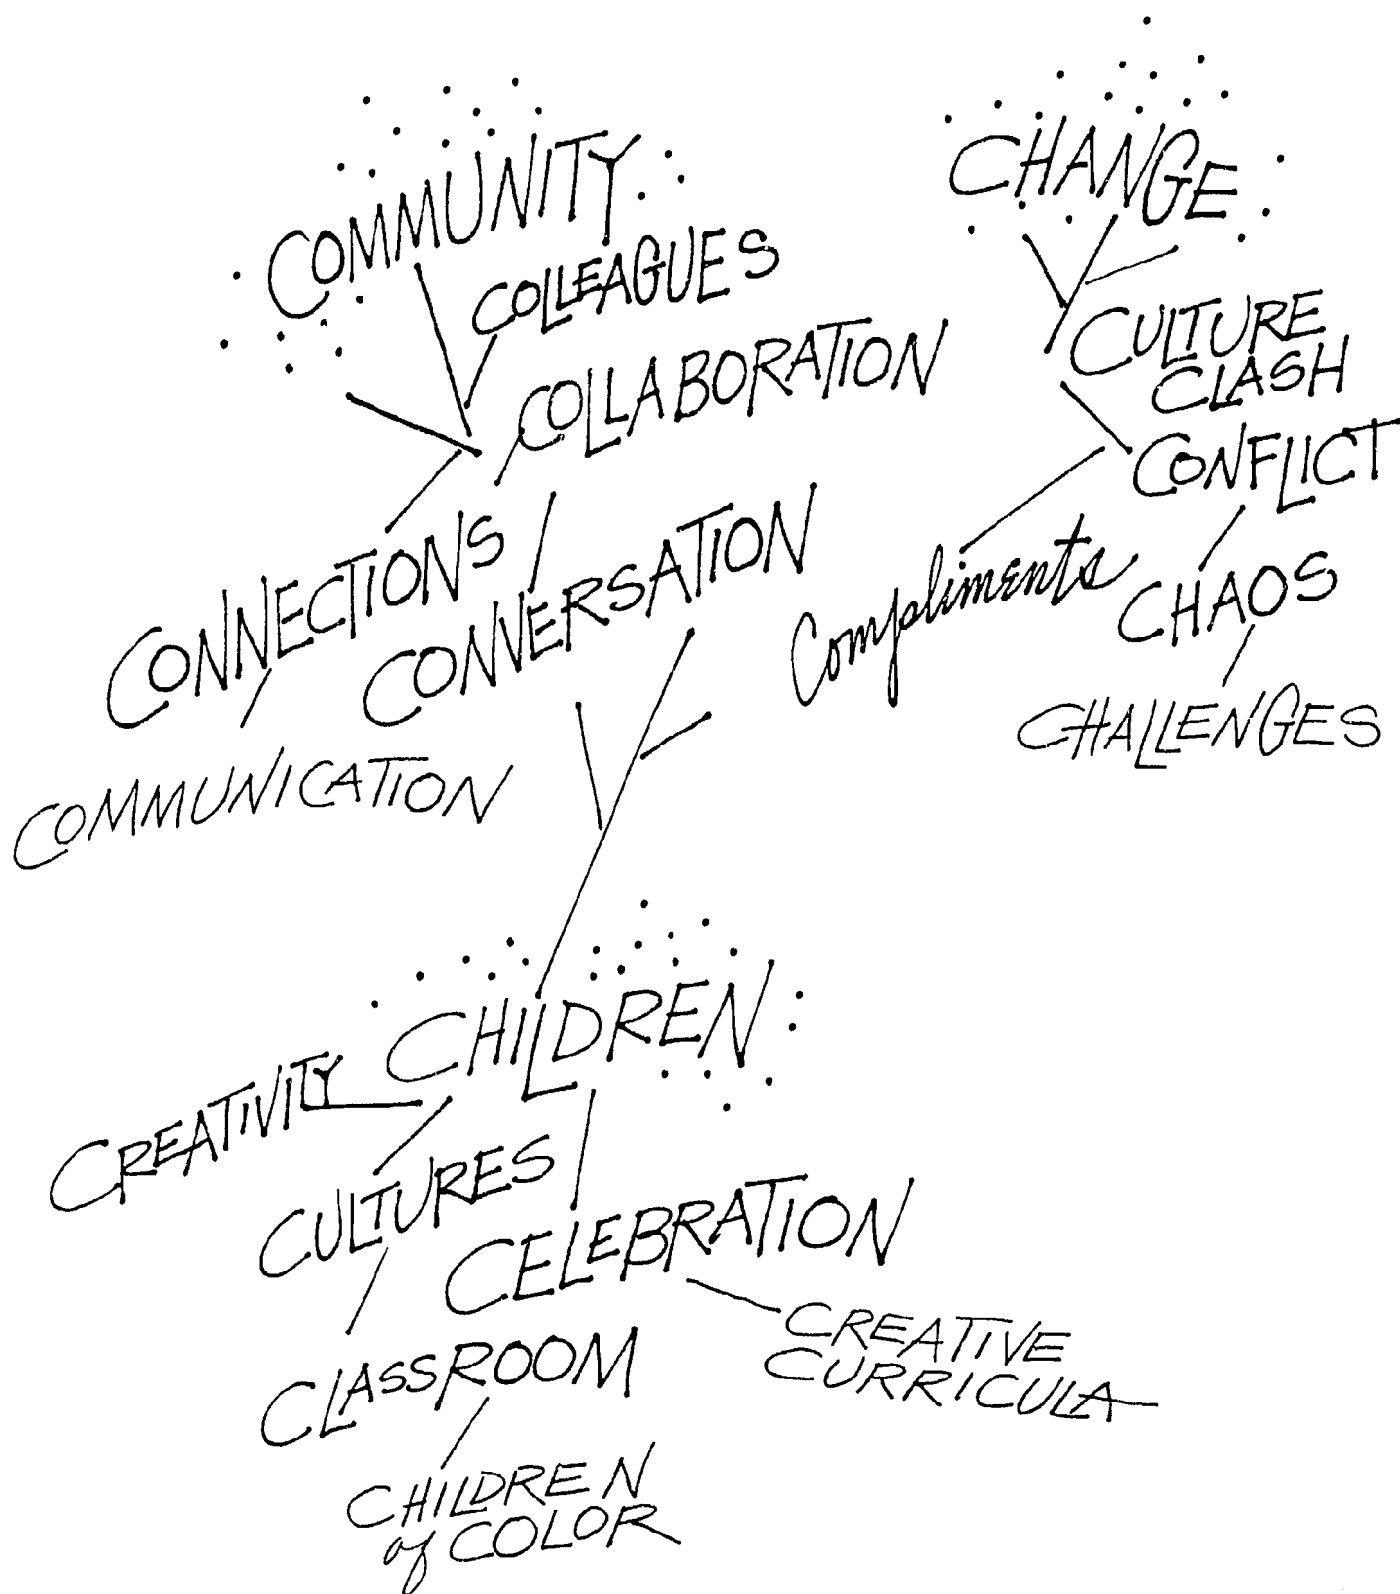 COMMUNITY
COLLEAGUES
COLLABORATION
CONNECTIONS
CONVERSATION
COMMUNICATION
CHANGE
CULTURE
CLASH
CONFLICT
Compliments
CHAOS
CHALLENGES
CHILDREN
CREATIVITY
CULTURES
CELEBRATION
CLASSROOM
CREATIVE
CURRICULA
CHILDREN
of COLOR